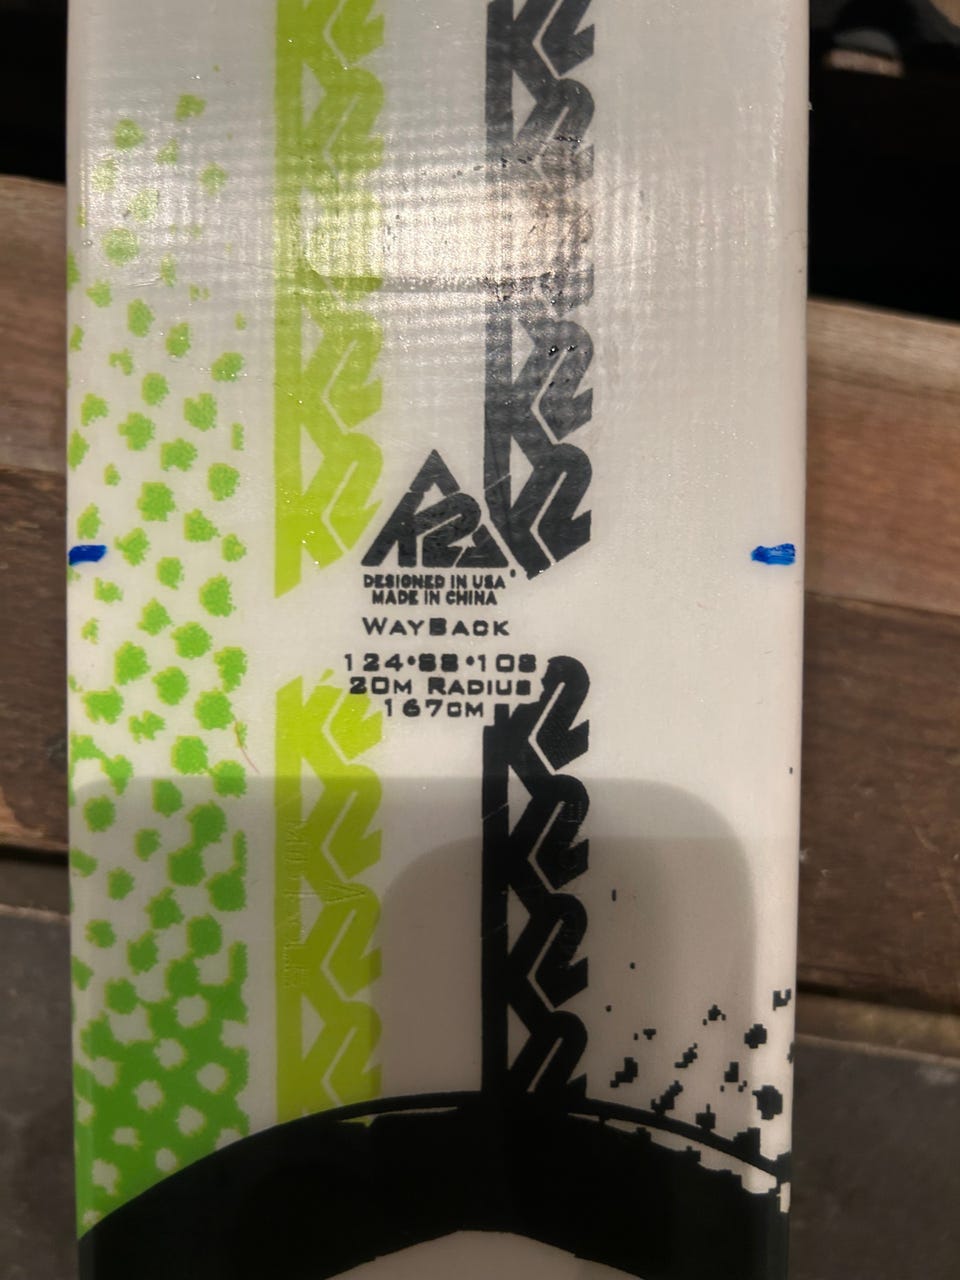 K2
DESIGNED IN USA
MADE IN CHINA
WAYBACK
124•88•108
20M RADIUS
167CM